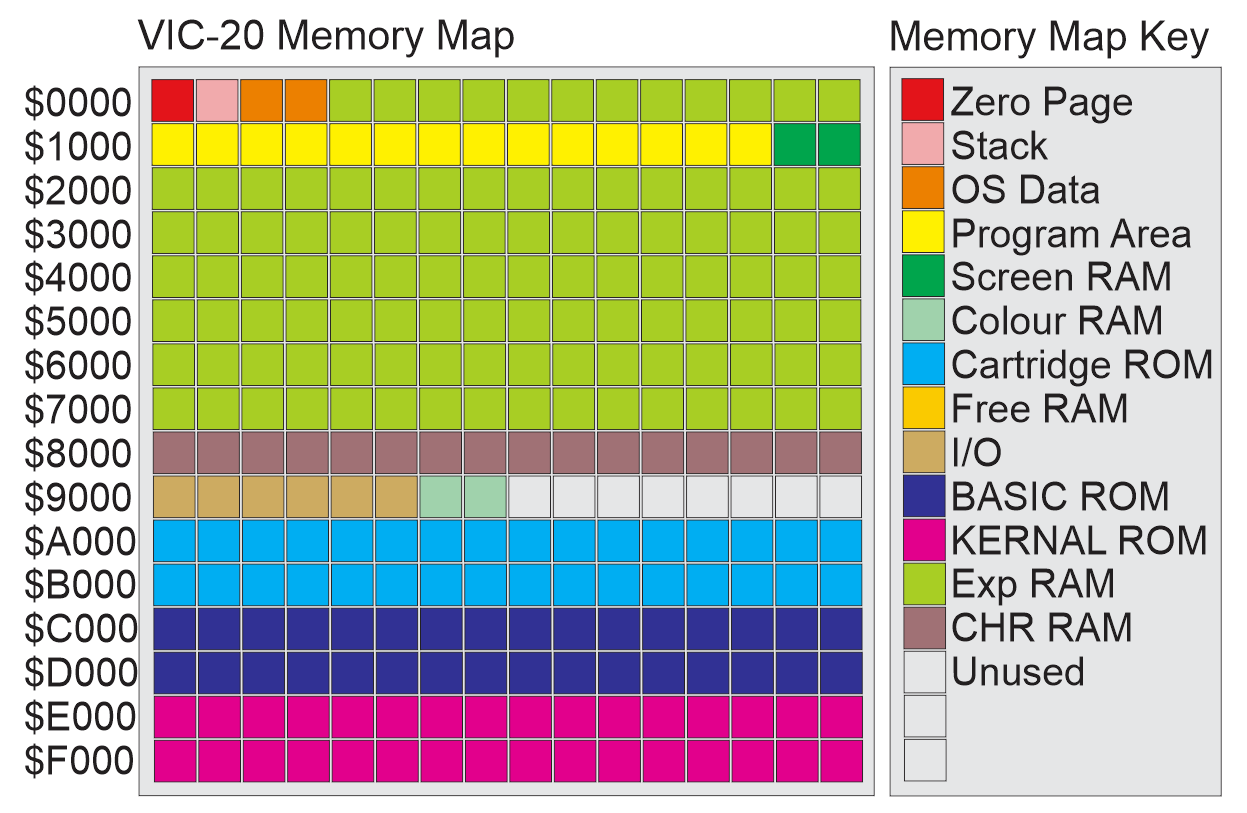 VIC-20 Memory Map
$0000
$1000
$2000
$3000
$4000
$5000
$6000
$7000
$8000
$9000
$A000
$B000
$C000
$D000
$E000
$F000
Memory Map Key
Zero Page
Stack
OS Data
Program Area
Screen RAM
Colour RAM
Cartridge ROM
Free RAM
I/O
BASIC ROM
KERNAL ROM
Exp RAM
CHR RAM
Unused